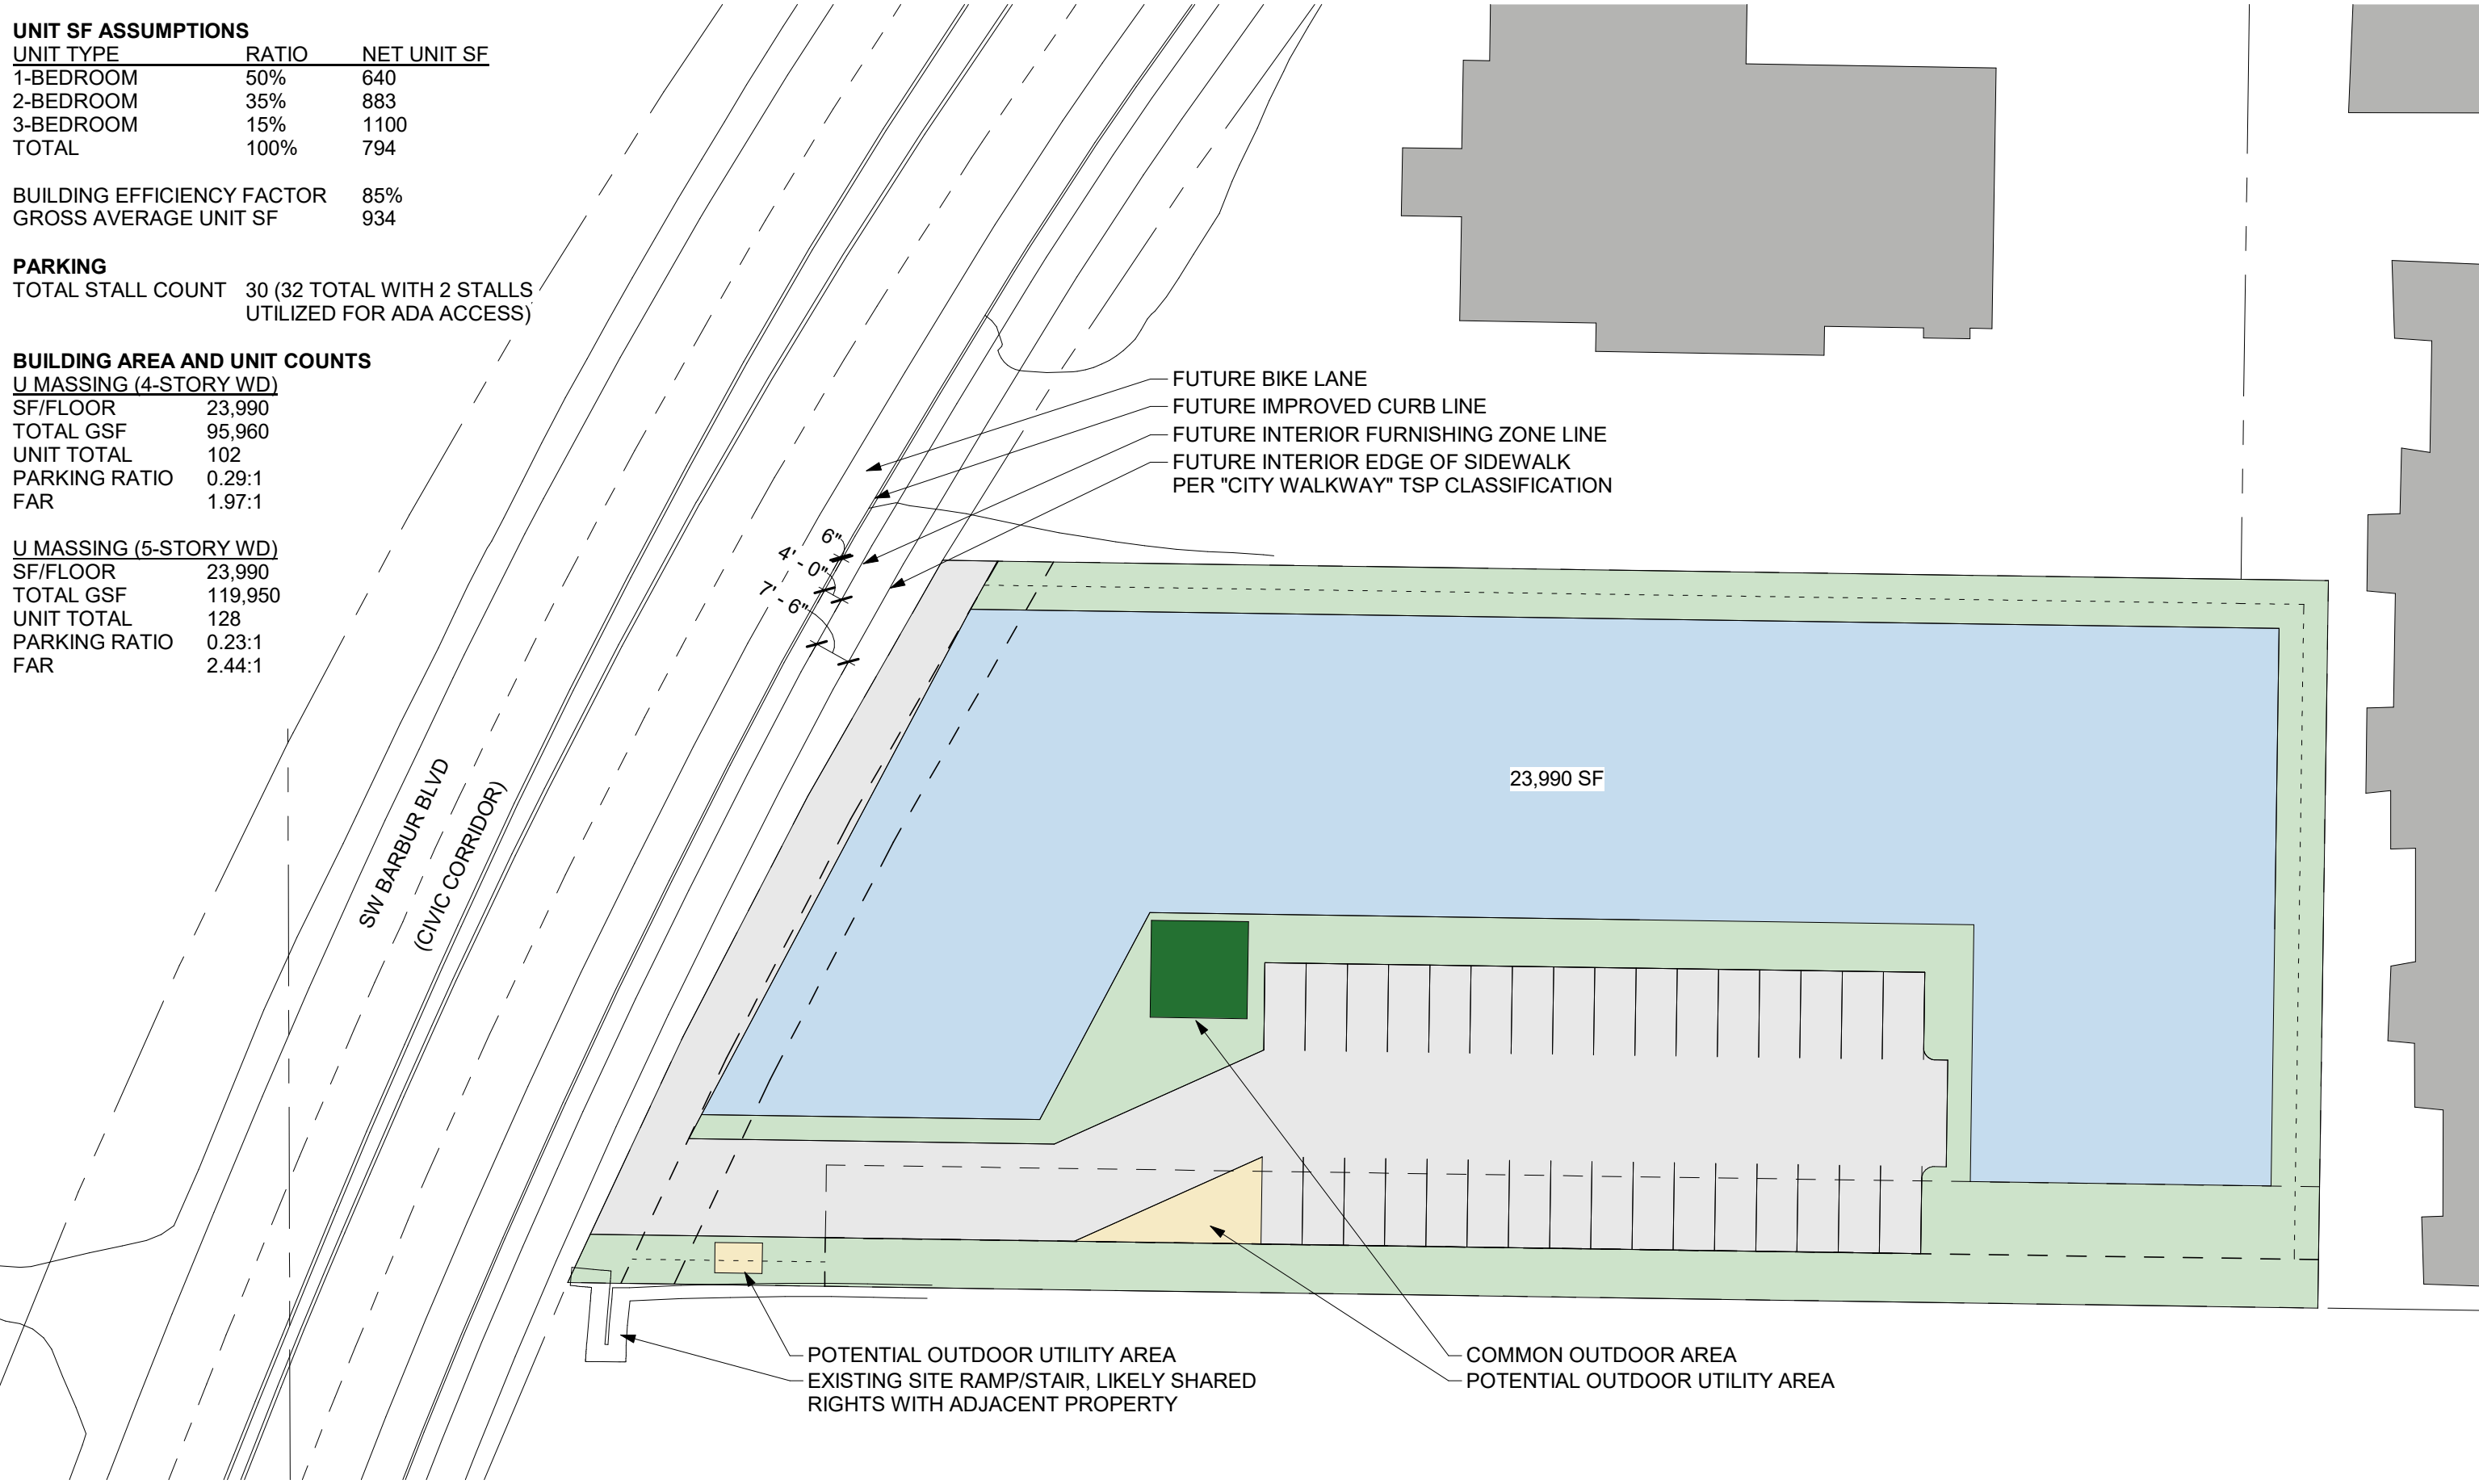 UNIT SF ASSUMPTIONS
UNIT TYPE RATIO NET UNIT SF
1-BEDROOM 50% 640
2-BEDROOM 35% 883
3-BEDROOM 15% 1100
TOTAL 100% 794
BUILDING EFFICIENCY FACTOR 85%
GROSS AVERAGE UNIT SF 934
PARKING
TOTAL STALL COUNT 30 (32 TOTAL WITH 2 STALLS
UTILIZED FOR ADA ACCESS)
BUILDING AREA AND UNIT COUNTS
U MASSING (4-STORY WD)
SF/FLOOR 23,990
TOTAL GSF 95,960
UNIT TOTAL 102
PARKING RATIO 0.29:1
FAR 1.97:1
U MASSING (5-STORY WD)
SF/FLOOR 23,990
TOTAL GSF 119,950
UNIT TOTAL 128
PARKING RATIO 0.23:1
FAR 2.44:1
FUTURE BIKE LANE
FUTURE IMPROVED CURB LINE
FUTURE INTERIOR FURNISHING ZONE LINE
FUTURE INTERIOR EDGE OF SIDEWALK
PER "CITY WALKWAY" TSP CLASSIFICATION
6"
4' - 0"
7' - 6"
SW BARBUR BLVD
(CIVIC CORRIDOR)
23,990 SF
POTENTIAL OUTDOOR UTILITY AREA
EXISTING SITE RAMP/STAIR, LIKELY SHARED
RIGHTS WITH ADJACENT PROPERTY
COMMON OUTDOOR AREA
POTENTIAL OUTDOOR UTILITY AREA